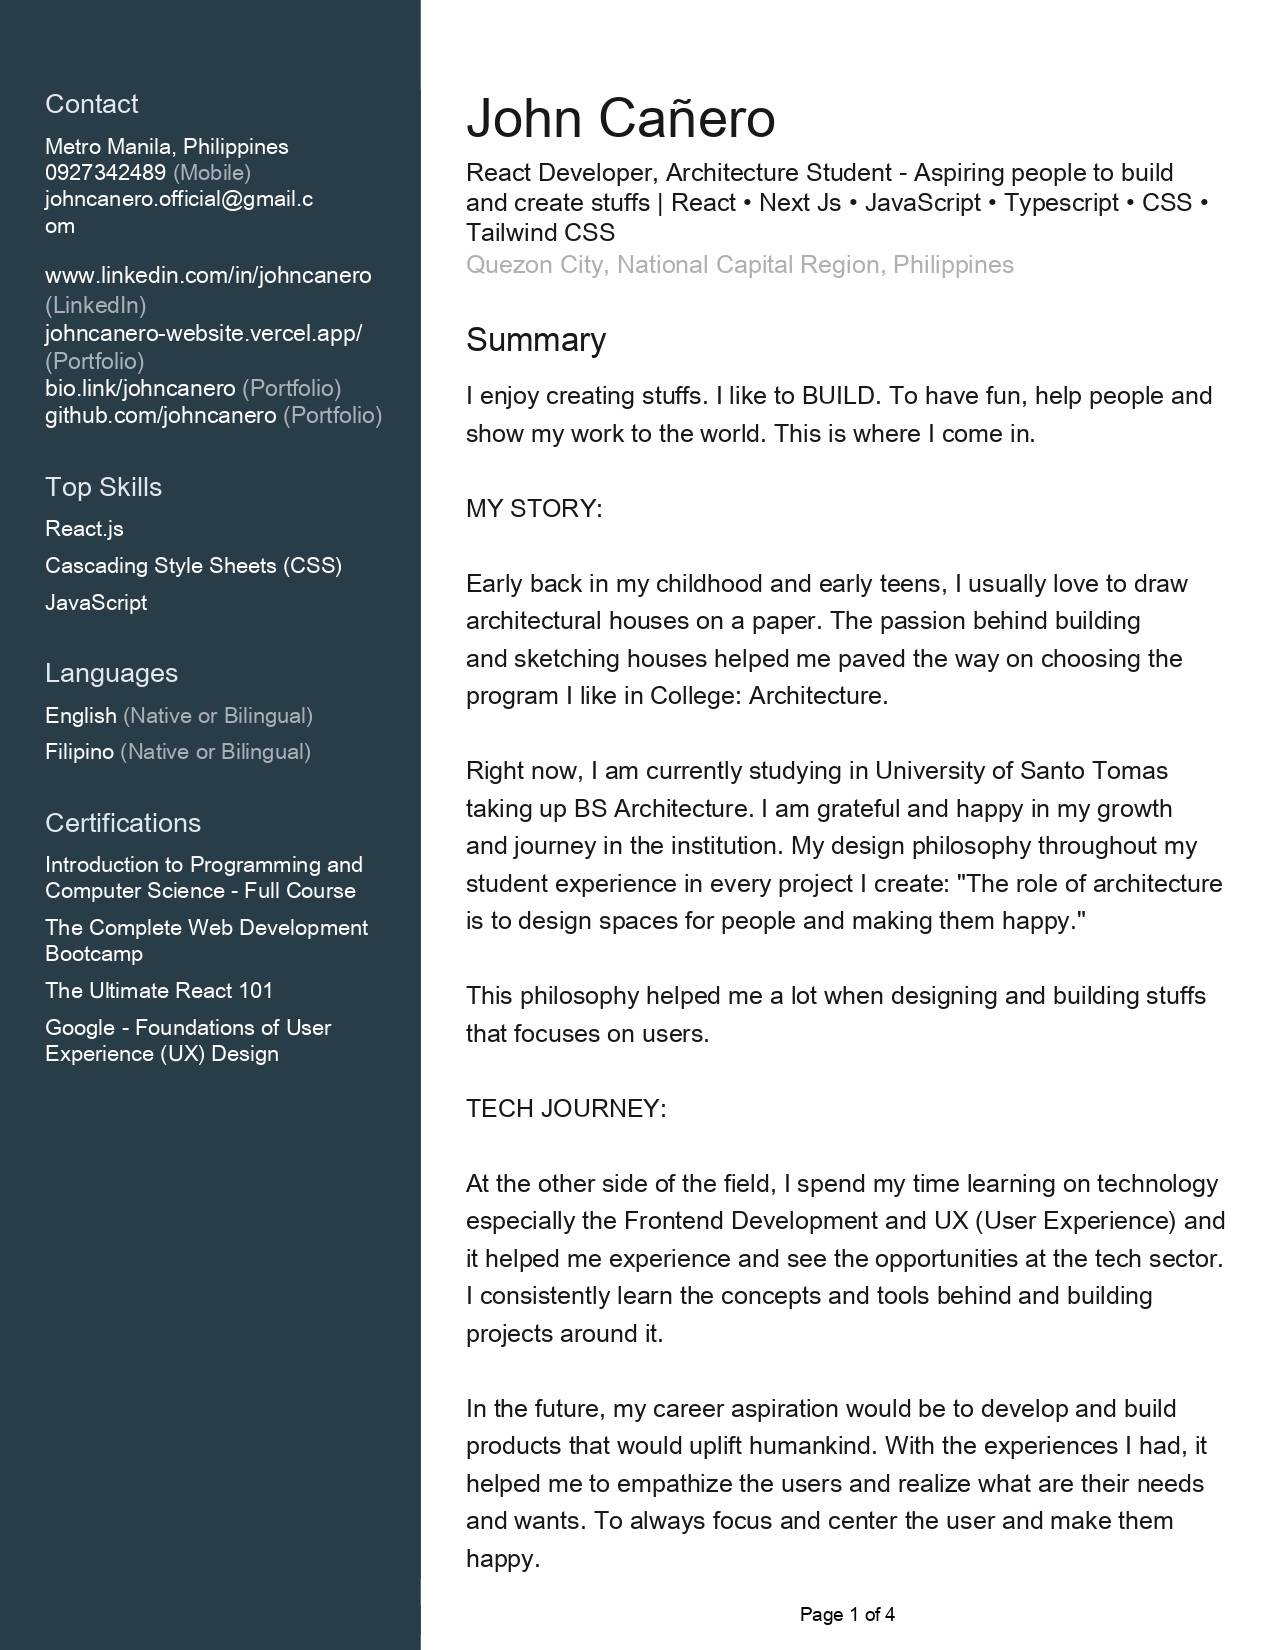 Contact
Metro Manila, Philippines
0927342489 (Mobile)
johncanero.official@gmail.c
om
www.linkedin.com/in/johncanero
(LinkedIn)
johncanero-website.vercel.app/
(Portfolio)
bio.link/johncanero (Portfolio)
github.com/johncanero (Portfolio)
Top Skills
React.js
Cascading Style Sheets (CSS)
JavaScript
Languages
English (Native or Bilingual)
Filipino (Native or Bilingual)
Certifications
Introduction to Programming and
Computer Science - Full Course
The Complete Web Development
Bootcamp
The Ultimate React 101
Google - Foundations of User
Experience (UX) Design
John Cañero
React Developer, Architecture Student - Aspiring people to build
and create stuffs | React • Next Js • JavaScript • Typescript • CSS •
Tailwind CSS
Quezon City, National Capital Region, Philippines
Summary
I enjoy creating stuffs. I like to BUILD. To have fun, help people and
show my work to the world. This is where I come in.
MY STORY:
Early back in my childhood and early teens, I usually love to draw
architectural houses on a paper. The passion behind building
and sketching houses helped me paved the way on choosing the
program I like in College: Architecture.
Right now, I am currently studying in University of Santo Tomas
taking up BS Architecture. I am grateful and happy in my growth
and journey in the institution. My design philosophy throughout my
student experience in every project I create: "The role of architecture
is to design spaces for people and making them happy."
This philosophy helped me a lot when designing and building stuffs
that focuses on users.
TECH JOURNEY:
At the other side of the field, I spend my time learning on technology
especially the Frontend Development and UX (User Experience) and
it helped me experience and see the opportunities at the tech sector.
I consistently learn the concepts and tools behind and building
projects around it.
In the future, my career aspiration would be to develop and build
products that would uplift humankind. With the experiences I had, it
helped me to empathize the users and realize what are their needs
and wants. To always focus and center the user and make them
happy.
Page 1 of 4